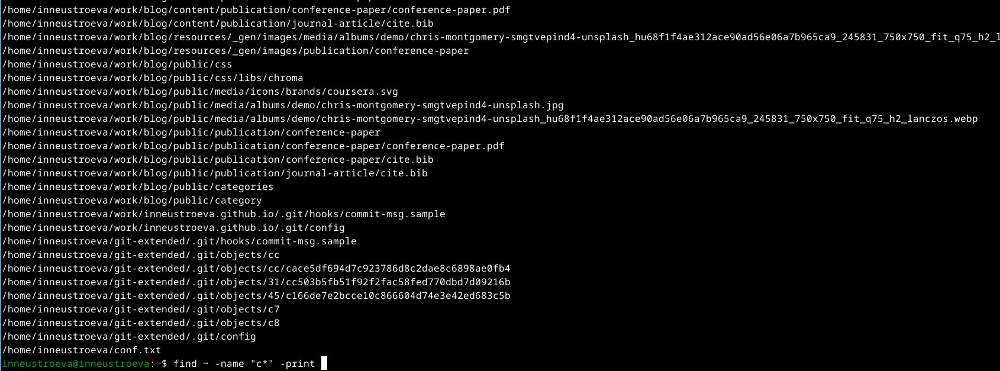 /home/inneustroeva/work/blog/content/publication/conference-paper/conference-paper.pdf
/home/inneustroeva/work/blog/content/publication/journal-article/cite.bib
/home/inneustroeva/work/blog/resources/_gen/images/media/albums/demo/chris-montgomery-smgtvepind4-unsplash_hu68f1f4ae312ace90ad56e06a7b965ca9_245831_750x750_fit_q75_h2_l
/home/inneustroeva/work/blog/resources/_gen/images/publication/conference-paper
/home/inneustroeva/work/blog/public/css
/home/inneustroeva/work/blog/public/css/libs/chroma
/home/inneustroeva/work/blog/public/media/icons/brands/coursera.svg
/home/inneustroeva/work/blog/public/media/albums/demo/chris-montgomery-smgtvepind4-unsplash.jpg
/home/inneustroeva/work/blog/public/media/albums/demo/chris-montgomery-smgtvepind4-unsplash_hu68f1f4ae312ace90ad56e06a7b965ca9_245831_750x750_fit_q75_h2_lanczos.webp
/home/inneustroeva/work/blog/public/publication/conference-paper
/home/inneustroeva/work/blog/public/publication/conference-paper/conference-paper.pdf
/home/inneustroeva/work/blog/public/publication/conference-paper/cite.bib
/home/inneustroeva/work/blog/public/publication/journal-article/cite.bib
/home/inneustroeva/work/blog/public/categories
/home/inneustroeva/work/blog/public/category
/home/inneustroeva/work/inneustroeva.github.io/.git/hooks/commit-msg.sample
/home/inneustroeva/work/inneustroeva.github.io/.git/config
/home/inneustroeva/git-extended/.git/hooks/commit-msg.sample
/home/inneustroeva/git-extended/.git/objects/cc
/home/inneustroeva/git-extended/.git/objects/cc/cace5df694d7c923786d8c2dae8c6898ae0fb4
/home/inneustroeva/git-extended/.git/objects/31/cc503b5fb51f92f2fac58fed770dbd7d09216b
/home/inneustroeva/git-extended/.git/objects/45/c166de7e2bcce10c866604d74e3e42ed683c5b
/home/inneustroeva/git-extended/.git/objects/c7
/home/inneustroeva/git-extended/.git/objects/c8
/home/inneustroeva/git-extended/.git/config
/home/inneustroeva/conf.txt
inneustroeva@inneustroeva:~$ find ~ -name "c*" -print